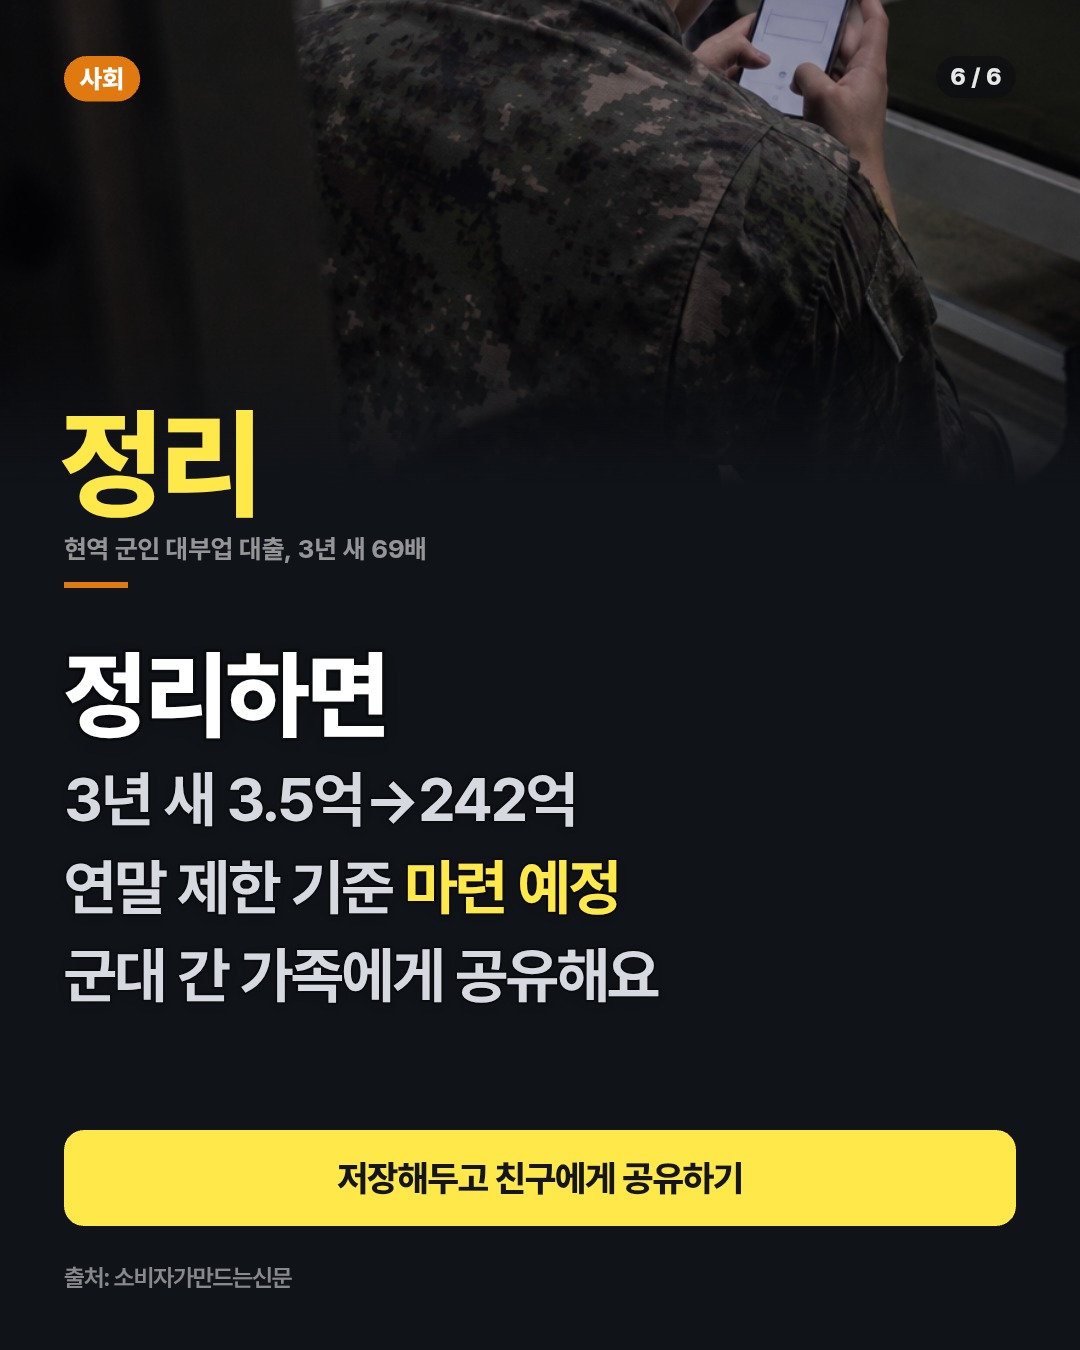 사회
6 / 6
정리
현역 군인 대부업 대출, 3년 새 69배
정리하면
3년 새 3.5억→242억
연말 제한 기준 마련 예정
군대 간 가족에게 공유해요
저장해두고 친구에게 공유하기
출처: 소비자가만드는신문